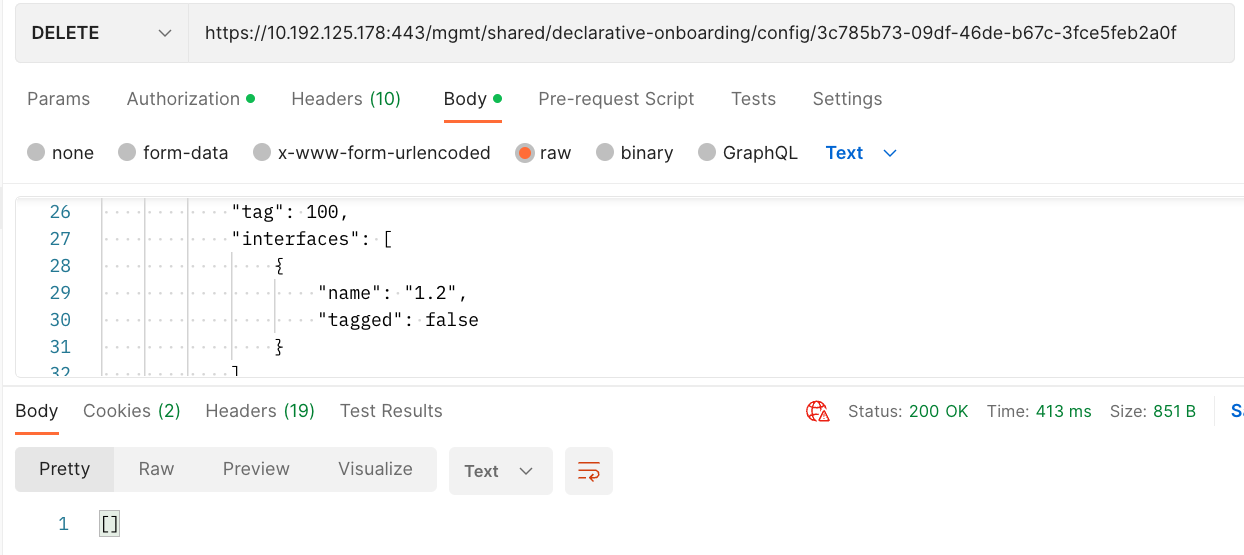 DELETE https://10.192.125.178:443/mgmt/shared/declarative-onboarding/config/3c785b73-09df-46de-b67c-3fce5feb2a0f
Params Authorization Headers (10) Body Pre-request Script Tests Settings
none form-data x-www-form-urlencoded raw binary GraphQL Text
26 "tag": 100,
27 "interfaces": [
28 {
29 "name": "1.2",
30 "tagged": false
31 }
32 ]
Body Cookies (2) Headers (19) Test Results Status: 200 OK Time: 413 ms Size: 851 B
Pretty Raw Preview Visualize Text
1 []